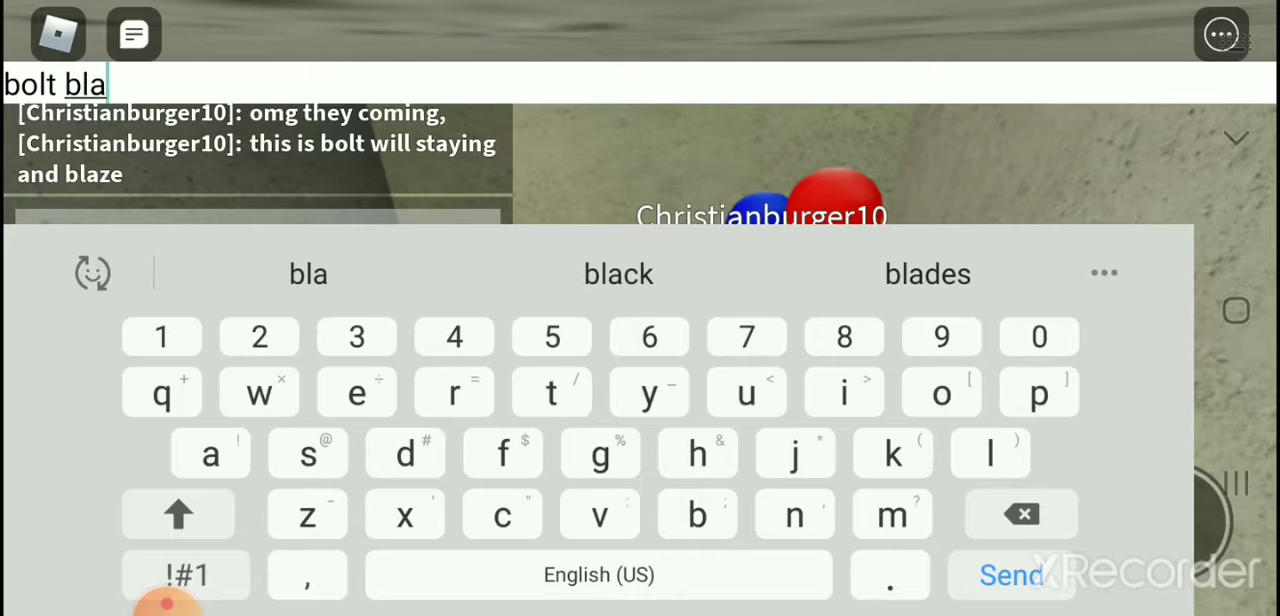 bolt bla
[Christianburger10]: omg they coming,
[Christianburger10]: this is bolt will staying
and blaze
Christianburger10
bla black blades
1 2 3 4 5 6 7 8 9 0
q + w × e ÷ r = t / y _ u < i > o [ p ]
a ! s @ d # f $ g % h & j * k ( l )
z - x ' c " v : b ; n , m ?
!#1 , English (US) . Send
XRecorder